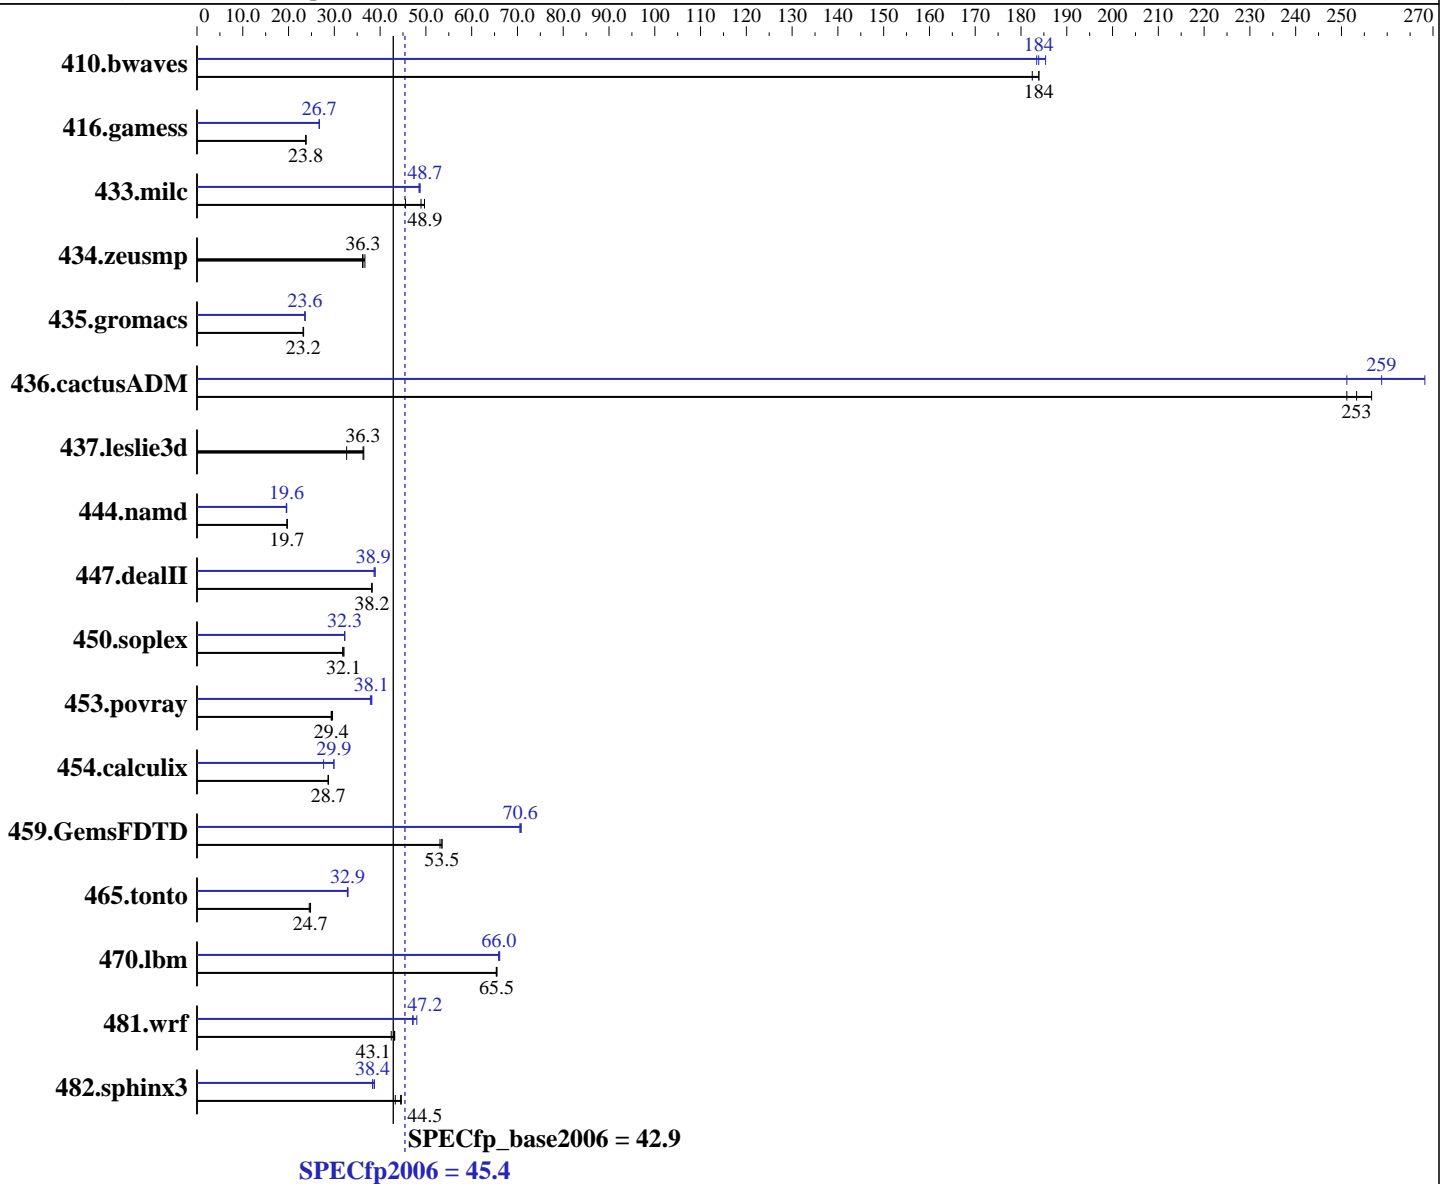 0 10.0 20.0 30.0 40.0 50.0 60.0 70.0 80.0 90.0 100 110 120 130 140 150 160 170 180 190 200 210 220 230 240 250 270
184
410.bwaves
184
26.7
416.gamess
23.8
48.7
433.milc
48.9
36.3
434.zeusmp
23.6
435.gromacs
23.2
259
436.cactusADM
253
36.3
437.leslie3d
19.6
444.namd
19.7
38.9
447.dealII
38.2
32.3
450.soplex
32.1
38.1
453.povray
29.4
29.9
454.calculix
28.7
70.6
459.GemsFDTD
53.5
32.9
465.tonto
24.7
66.0
470.lbm
65.5
47.2
481.wrf
43.1
38.4
482.sphinx3
44.5
SPECfp_base2006 = 42.9
SPECfp2006 = 45.4